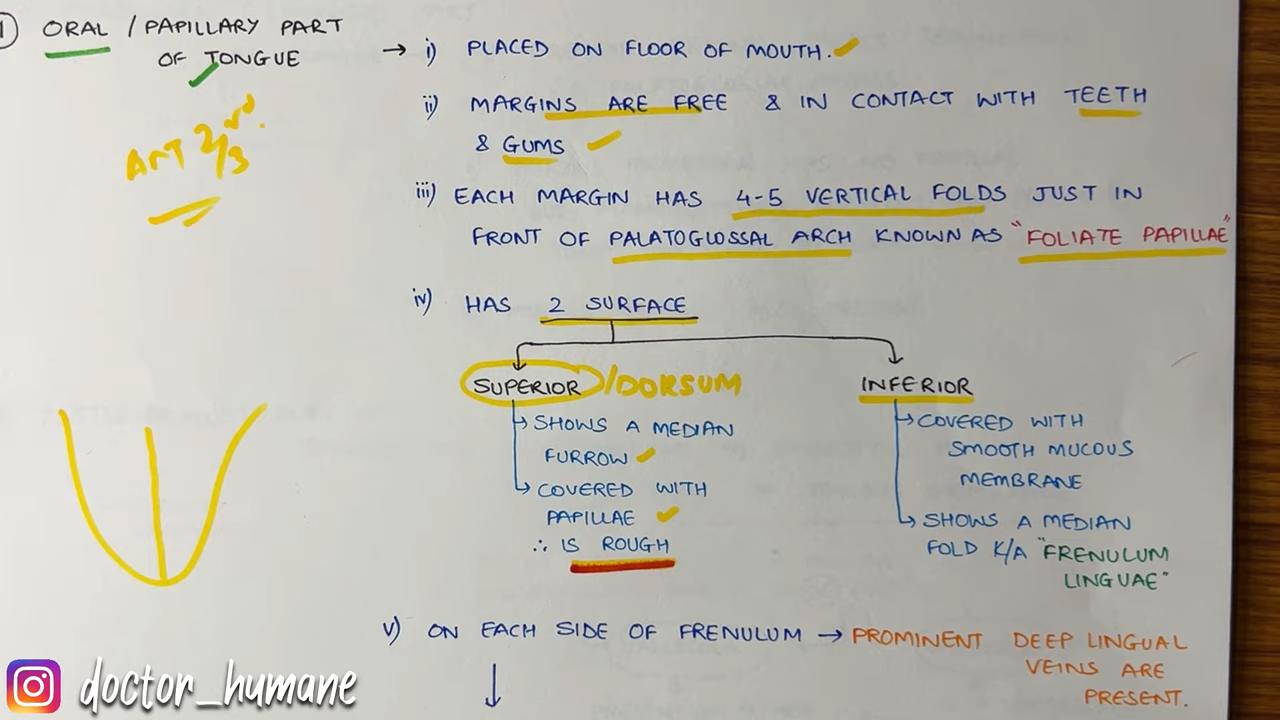 1 ORAL / PAPILLARY PART
OF TONGUE
ANT 2/3rd.
→ i) PLACED ON FLOOR OF MOUTH.
ii) MARGINS ARE FREE & IN CONTACT WITH TEETH
& GUMS
iii) EACH MARGIN HAS 4-5 VERTICAL FOLDS JUST IN
FRONT OF PALATOGLOSSAL ARCH KNOWN AS "FOLIATE PAPILLAE"
iv) HAS 2 SURFACE
SUPERIOR /DORSUM
→ SHOWS A MEDIAN
FURROW
→ COVERED WITH
PAPILLAE
∴ IS ROUGH
INFERIOR
→ COVERED WITH
SMOOTH MUCOUS
MEMBRANE
→ SHOWS A MEDIAN
FOLD K/A "FRENULUM
LINGUAE"
v) ON EACH SIDE OF FRENULUM → PROMINENT DEEP LINGUAL
VEINS ARE
PRESENT.
doctor_humane